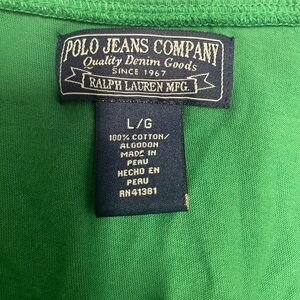 POLO JEANS COMPANY
Quality Denim Goods
SINCE 1967
RALPH LAUREN MFG.
L/G
100% COTTON/
ALGODON
MADE IN
PERU
HECHO EN
PERU
RN41381